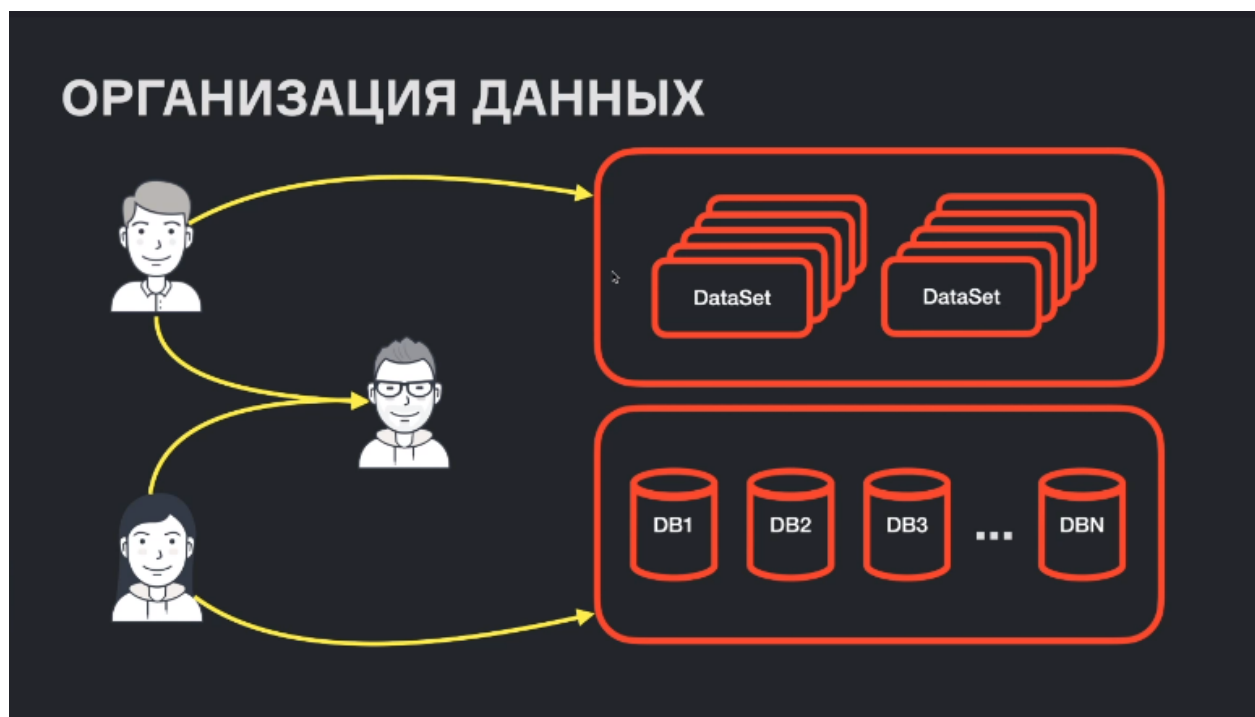 ОРГАНИЗАЦИЯ ДАННЫХ
DataSet
DataSet
DB1
DB2
DB3
...
DBN